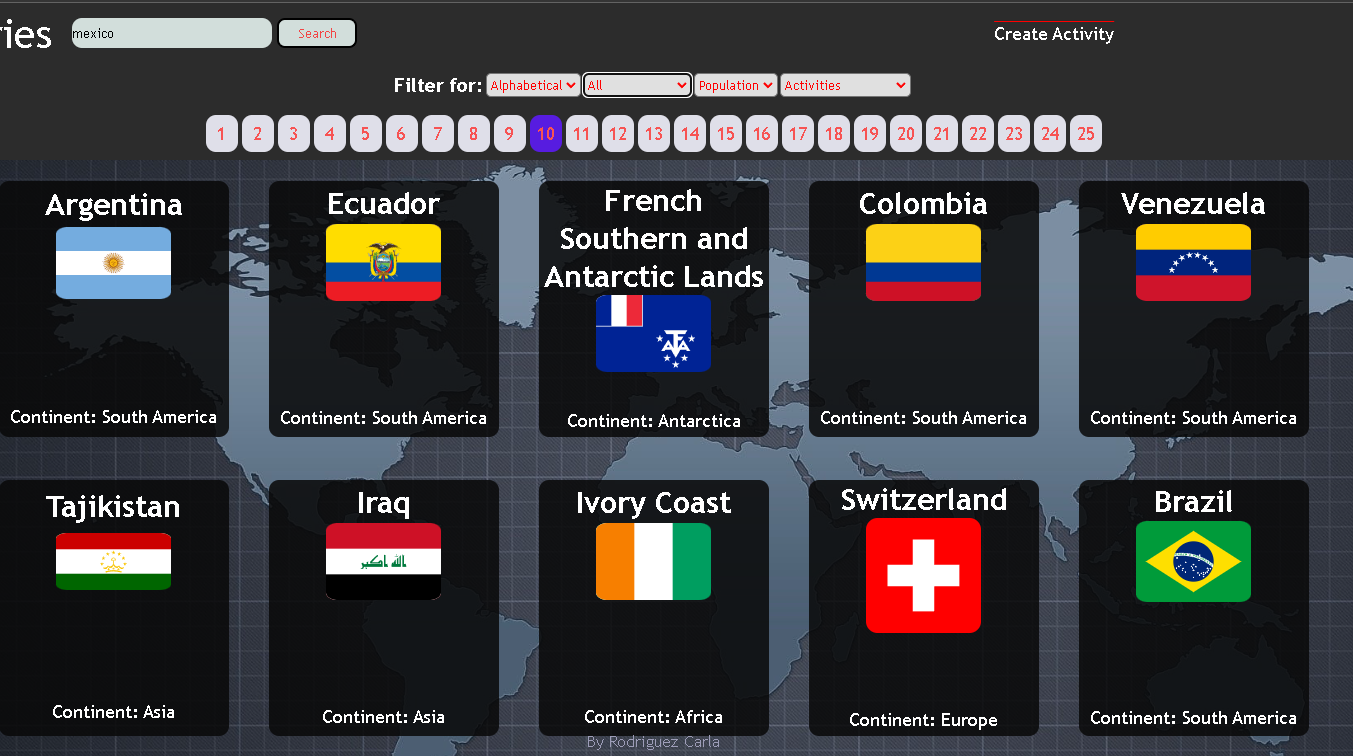 ies
mexico
Search
Create Activity
Filter for: Alphabetical All Population Activities
1 2 3 4 5 6 7 8 9 10 11 12 13 14 15 16 17 18 19 20 21 22 23 24 25
Argentina
Continent: South America
Ecuador
Continent: South America
French
Southern and
Antarctic Lands
Continent: Antarctica
Colombia
Continent: South America
Venezuela
Continent: South America
Tajikistan
Continent: Asia
Iraq
الله اكبر
Continent: Asia
Ivory Coast
Continent: Africa
Switzerland
Continent: Europe
Brazil
Continent: South America
By Rodriguez Carla